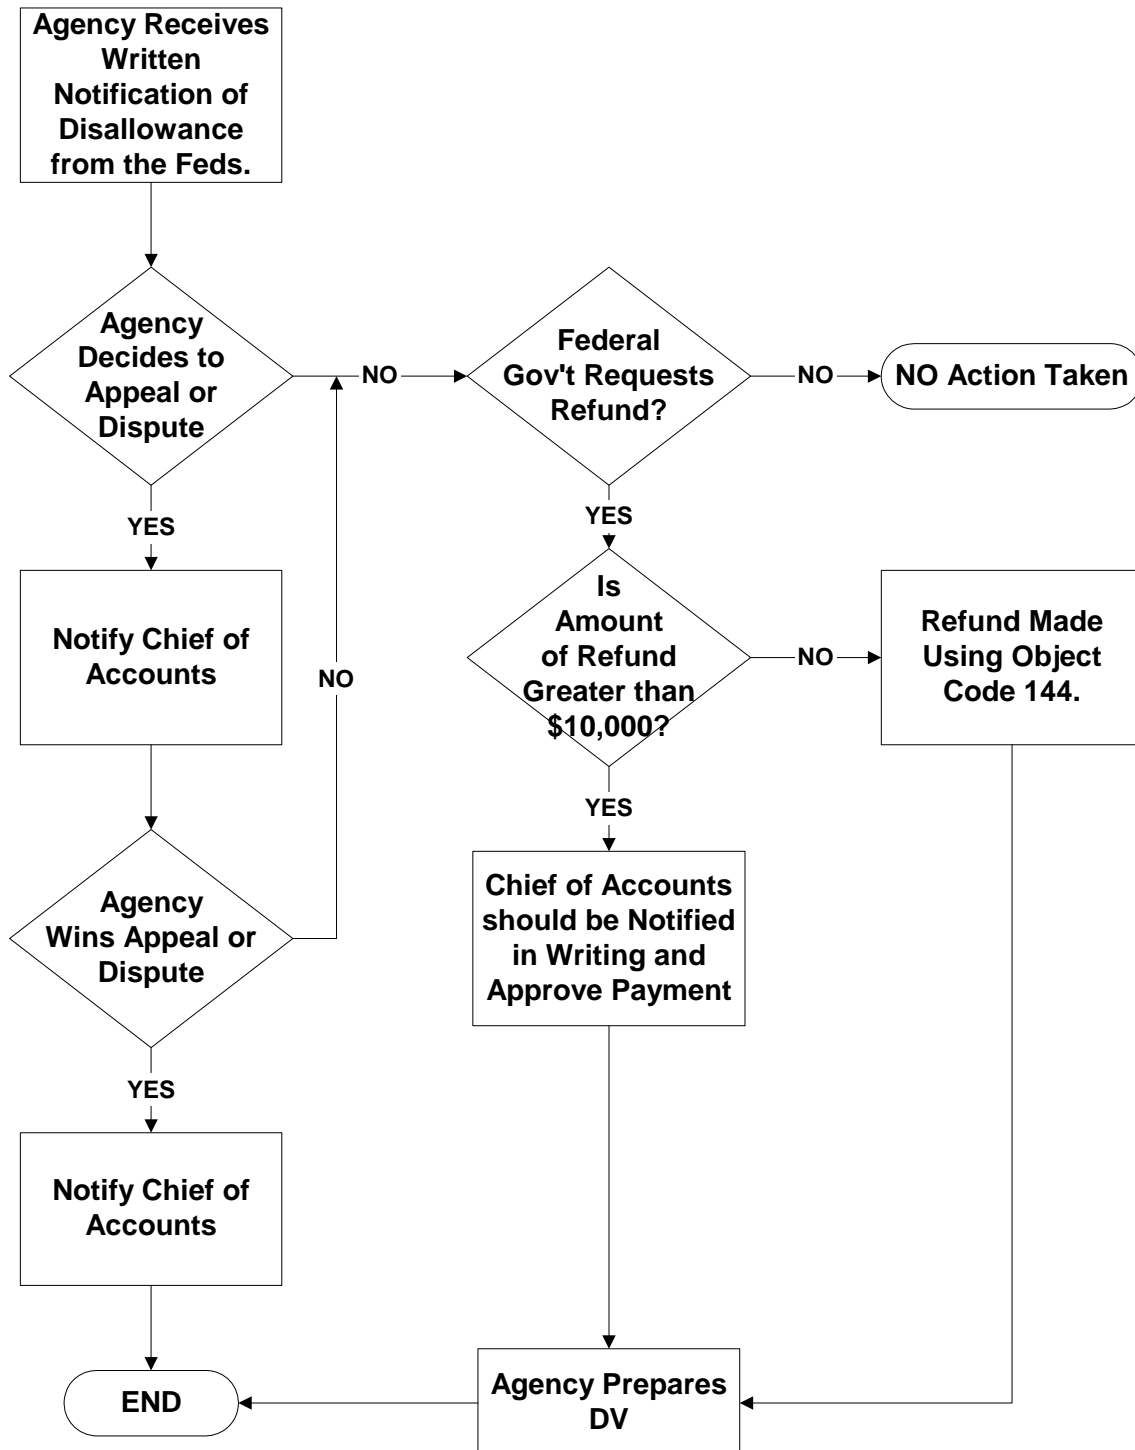 Agency Receives
Written
Notification of
Disallowance
from the Feds.
Agency
Decides to
Appeal or
Dispute
NO
Federal
Gov't Requests
Refund?
NO
NO Action Taken
YES
YES
Notify Chief of
Accounts
NO
Is
Amount
of Refund
Greater than
$10,000?
NO
Refund Made
Using Object
Code 144.
YES
Agency
Wins Appeal or
Dispute
Chief of Accounts
should be Notified
in Writing and
Approve Payment
YES
Notify Chief of
Accounts
END
Agency Prepares
DV